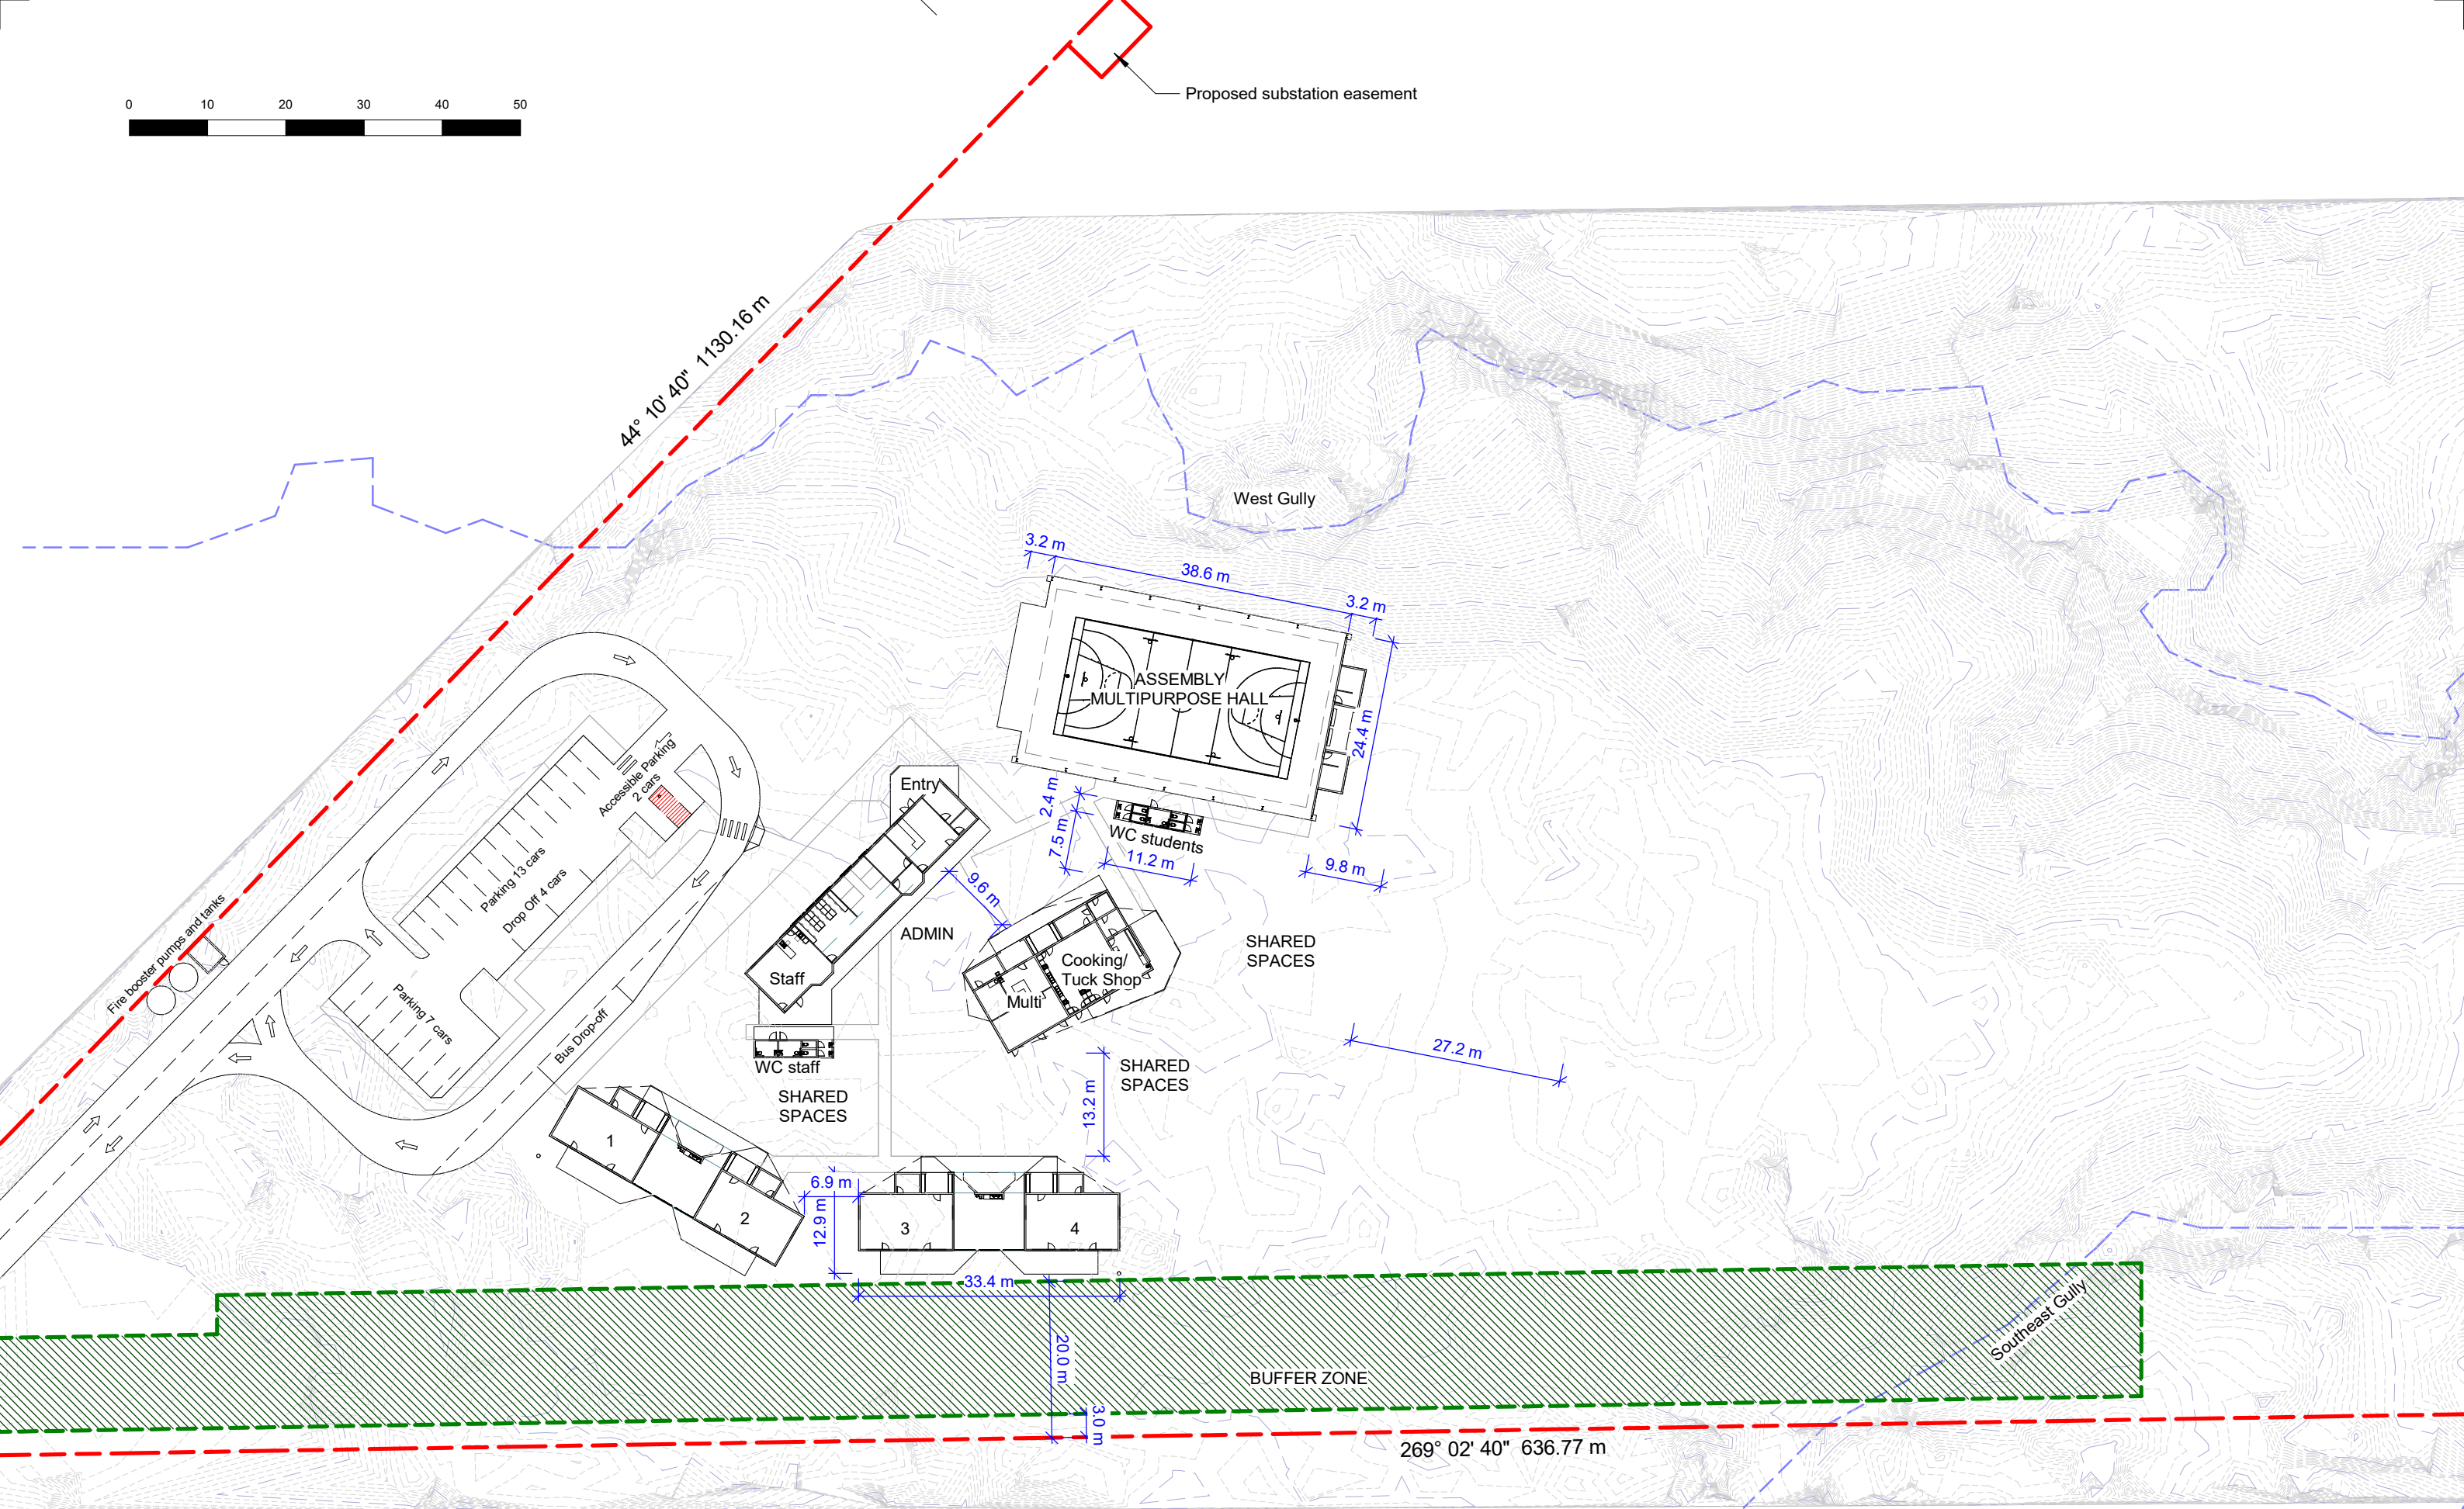 0 10 20 30 40 50
Proposed substation easement
44° 10' 40" 1130.16 m
West Gully
3.2 m
38.6 m
3.2 m
ASSEMBLY
MULTIPURPOSE HALL
24.4 m
Accessible Parking
2 cars
Entry
2.4 m
7.5 m
WC students
11.2 m
9.8 m
Parking 13 cars
Drop Off 4 cars
9.6 m
Fire booster pumps and tanks
ADMIN
SHARED
SPACES
Cooking/
Tuck Shop
Staff
Multi
Parking 7 cars
Bus Drop-off
27.2 m
WC staff
SHARED
SPACES
SHARED
SPACES
13.2 m
1
2
6.9 m
12.9 m
3
4
33.4 m
Southeast Gully
20.0 m
BUFFER ZONE
3.0 m
269° 02' 40" 636.77 m